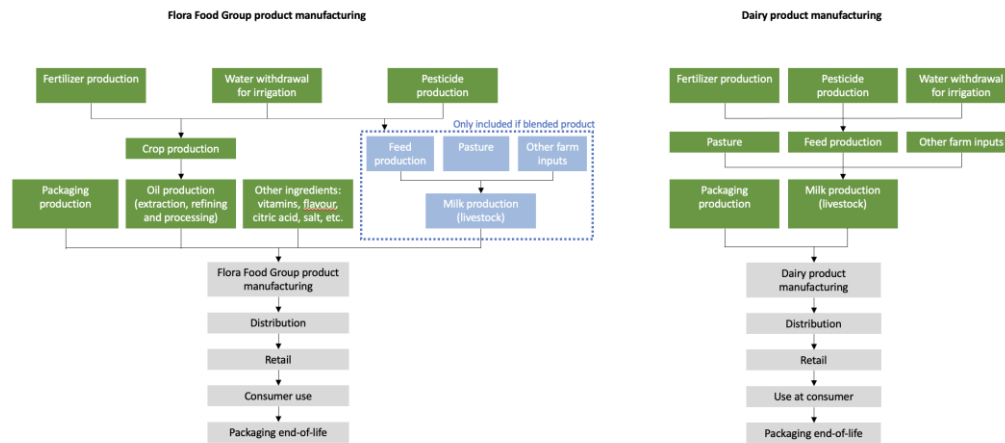 Flora Food Group product manufacturing
Fertilizer production
Water withdrawal
for irrigation
Pesticide
production
Only included if blended product
Crop production
Feed
production
Pasture
Other farm
inputs
Packaging
production
Oil production
(extraction, refining
and processing)
Other ingredients:
vitamins, flavour,
citric acid, salt, etc.
Milk production
(livestock)
Flora Food Group product
manufacturing
Distribution
Retail
Consumer use
Packaging end-of-life
Dairy product manufacturing
Fertilizer production
Pesticide
production
Water withdrawal
for irrigation
Pasture
Feed production
Other farm inputs
Packaging
production
Milk production
(livestock)
Dairy product
manufacturing
Distribution
Retail
Use at consumer
Packaging end-of-life